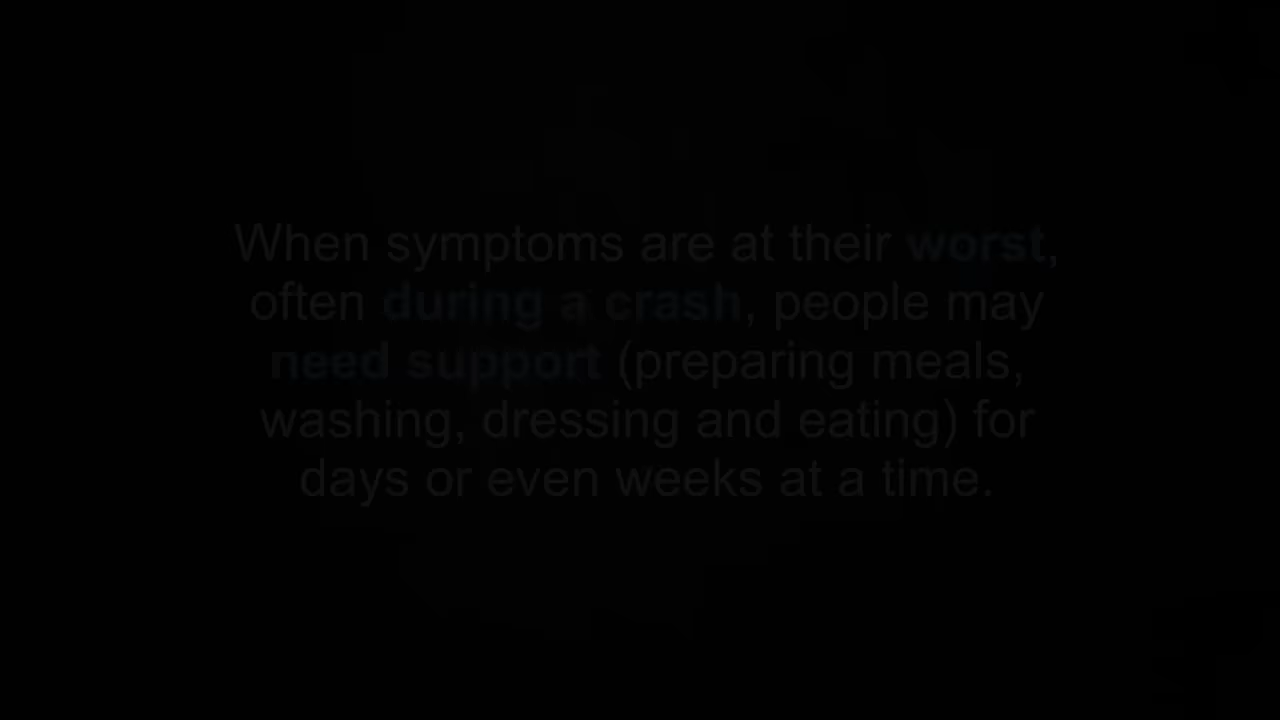 When symptoms are at their worst,
often during a crash, people may
need support (preparing meals,
washing, dressing and eating) for
days or even weeks at a time.